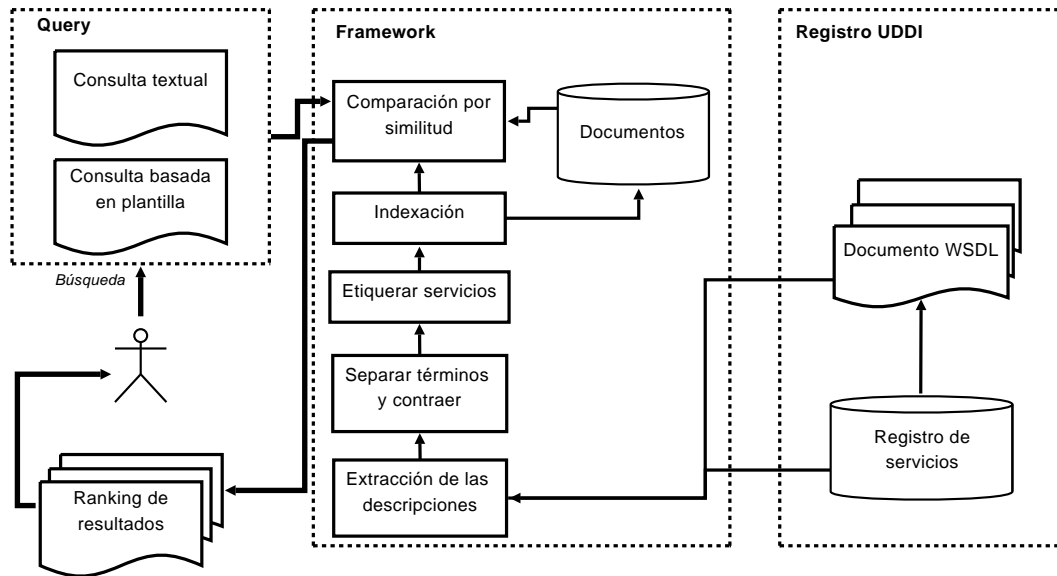 Query
Consulta textual
Consulta basada
en plantilla
Búsqueda
Ranking de
resultados
Framework
Comparación por
similitud
Documentos
Indexación
Etiquerar servicios
Separar términos
y contraer
Extracción de las
descripciones
Registro UDDI
Documento WSDL
Registro de
servicios